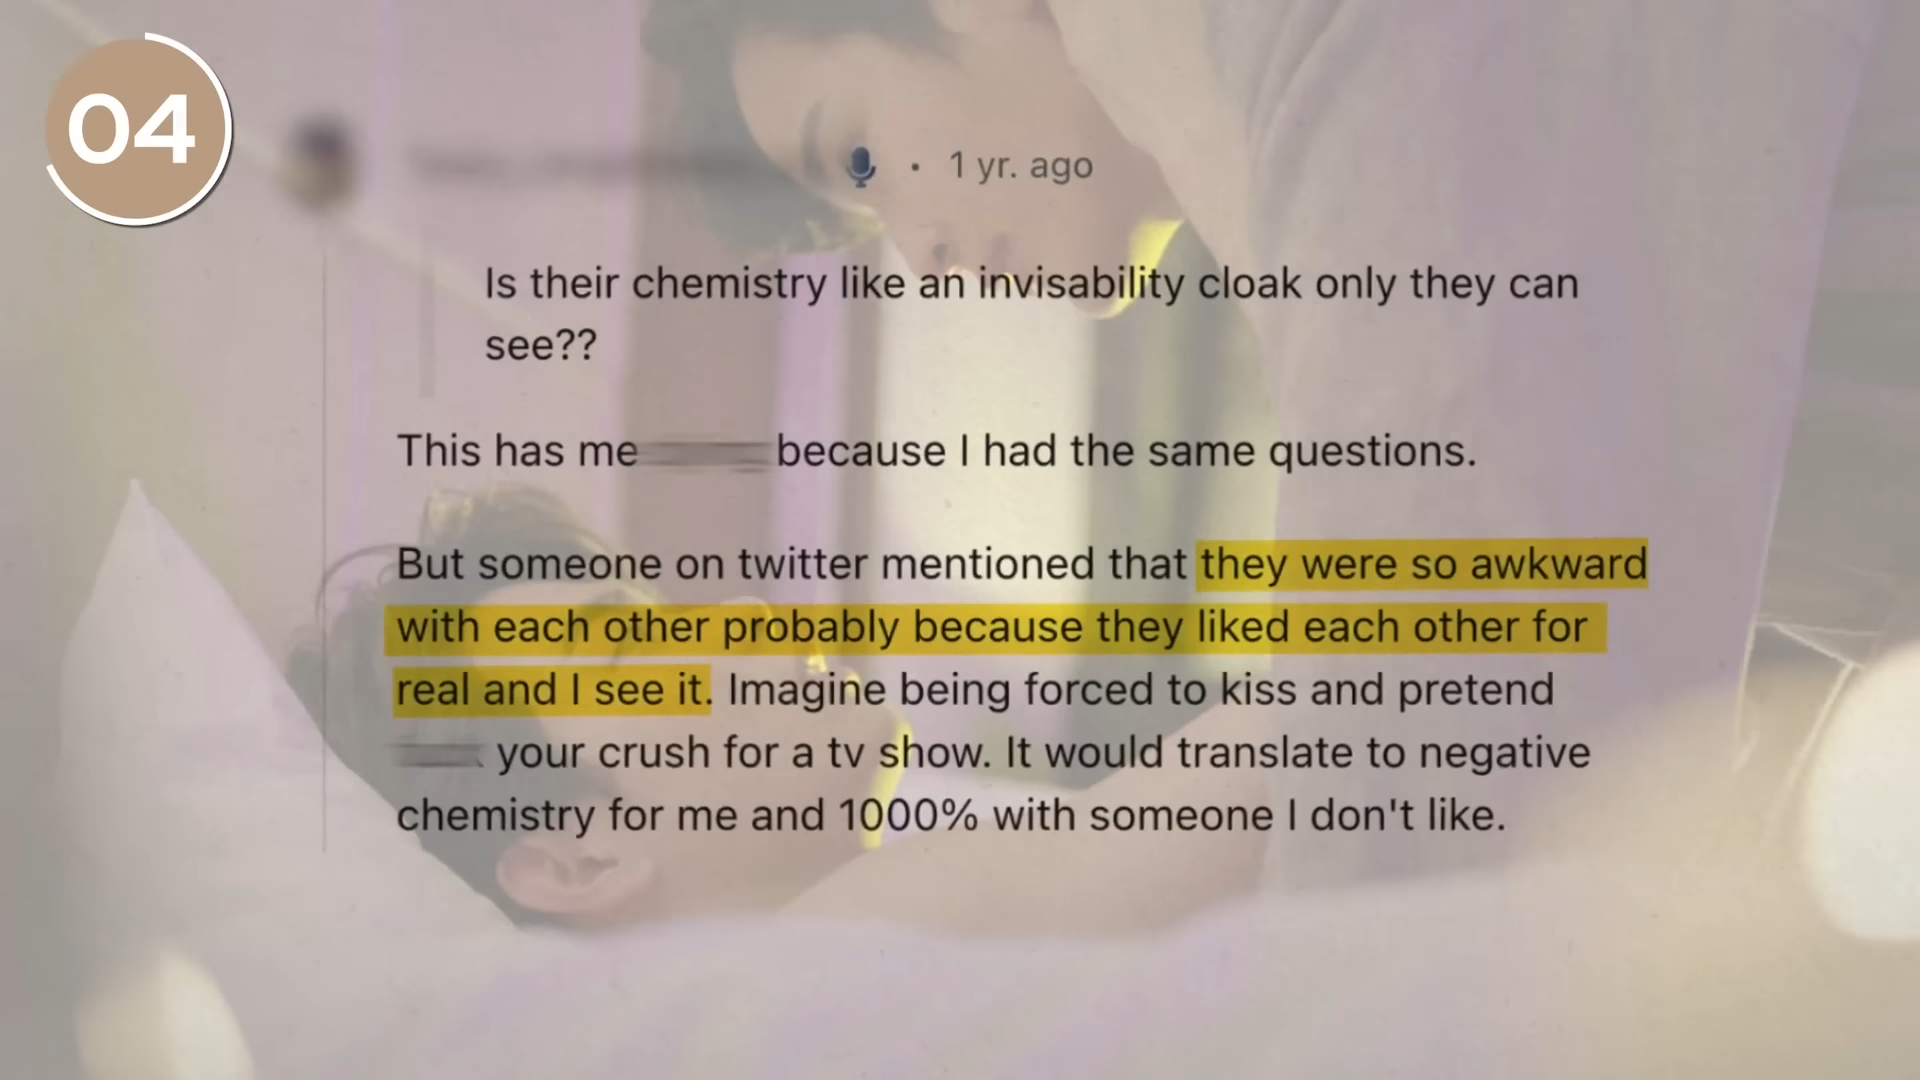 04
· 1 yr. ago
Is their chemistry like an invisability cloak only they can
see??
This has me because I had the same questions.
But someone on twitter mentioned that they were so awkward
with each other probably because they liked each other for
real and I see it. Imagine being forced to kiss and pretend
your crush for a tv show. It would translate to negative
chemistry for me and 1000% with someone I don't like.